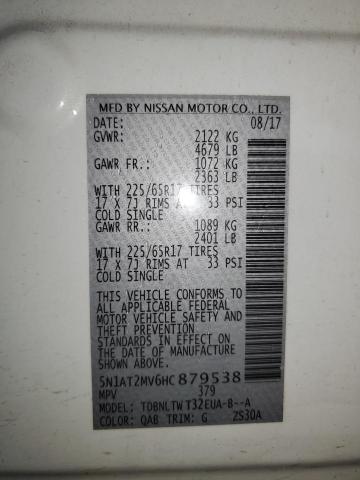 MFD BY NISSAN MOTOR CO., LTD.
DATE: 08/17
GVWR: 2122 KG
4679 LB
GAWR FR.: 1072 KG
2363 LB
WITH 225/65R17 TIRES
17 X 7J RIMS AT 33 PSI
COLD SINGLE
GAWR RR.: 1089 KG
2401 LB
WITH 225/65R17 TIRES
17 X 7J RIMS AT 33 PSI
COLD SINGLE
THIS VEHICLE CONFORMS TO
ALL APPLICABLE FEDERAL
MOTOR VEHICLE SAFETY AND
THEFT PREVENTION
STANDARDS IN EFFECT ON
THE DATE OF MANUFACTURE
SHOWN ABOVE.
5N1AT2MV6HC879538
MPV 379
MODEL: TDBNLTWT32EUA-B--A
COLOR: QAB TRIM: G ZS30A